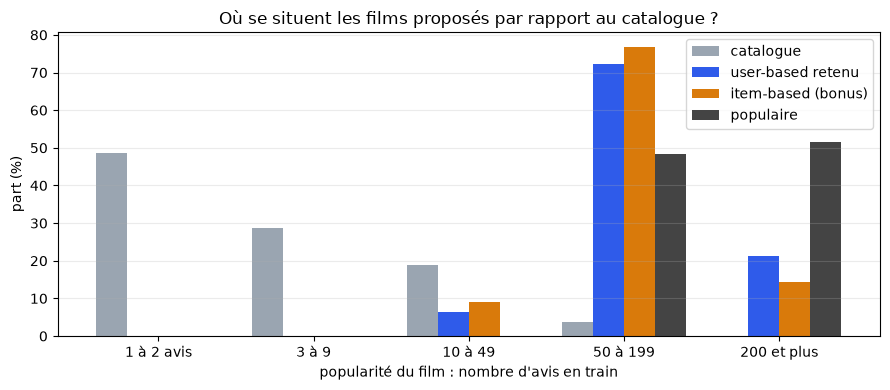 Où se situent les films proposés par rapport au catalogue ?
catalogue
user-based retenu
item-based (bonus)
populaire
part (%)
80
70
60
50
40
30
20
10
0
1 à 2 avis
3 à 9
10 à 49
50 à 199
200 et plus
popularité du film : nombre d'avis en train